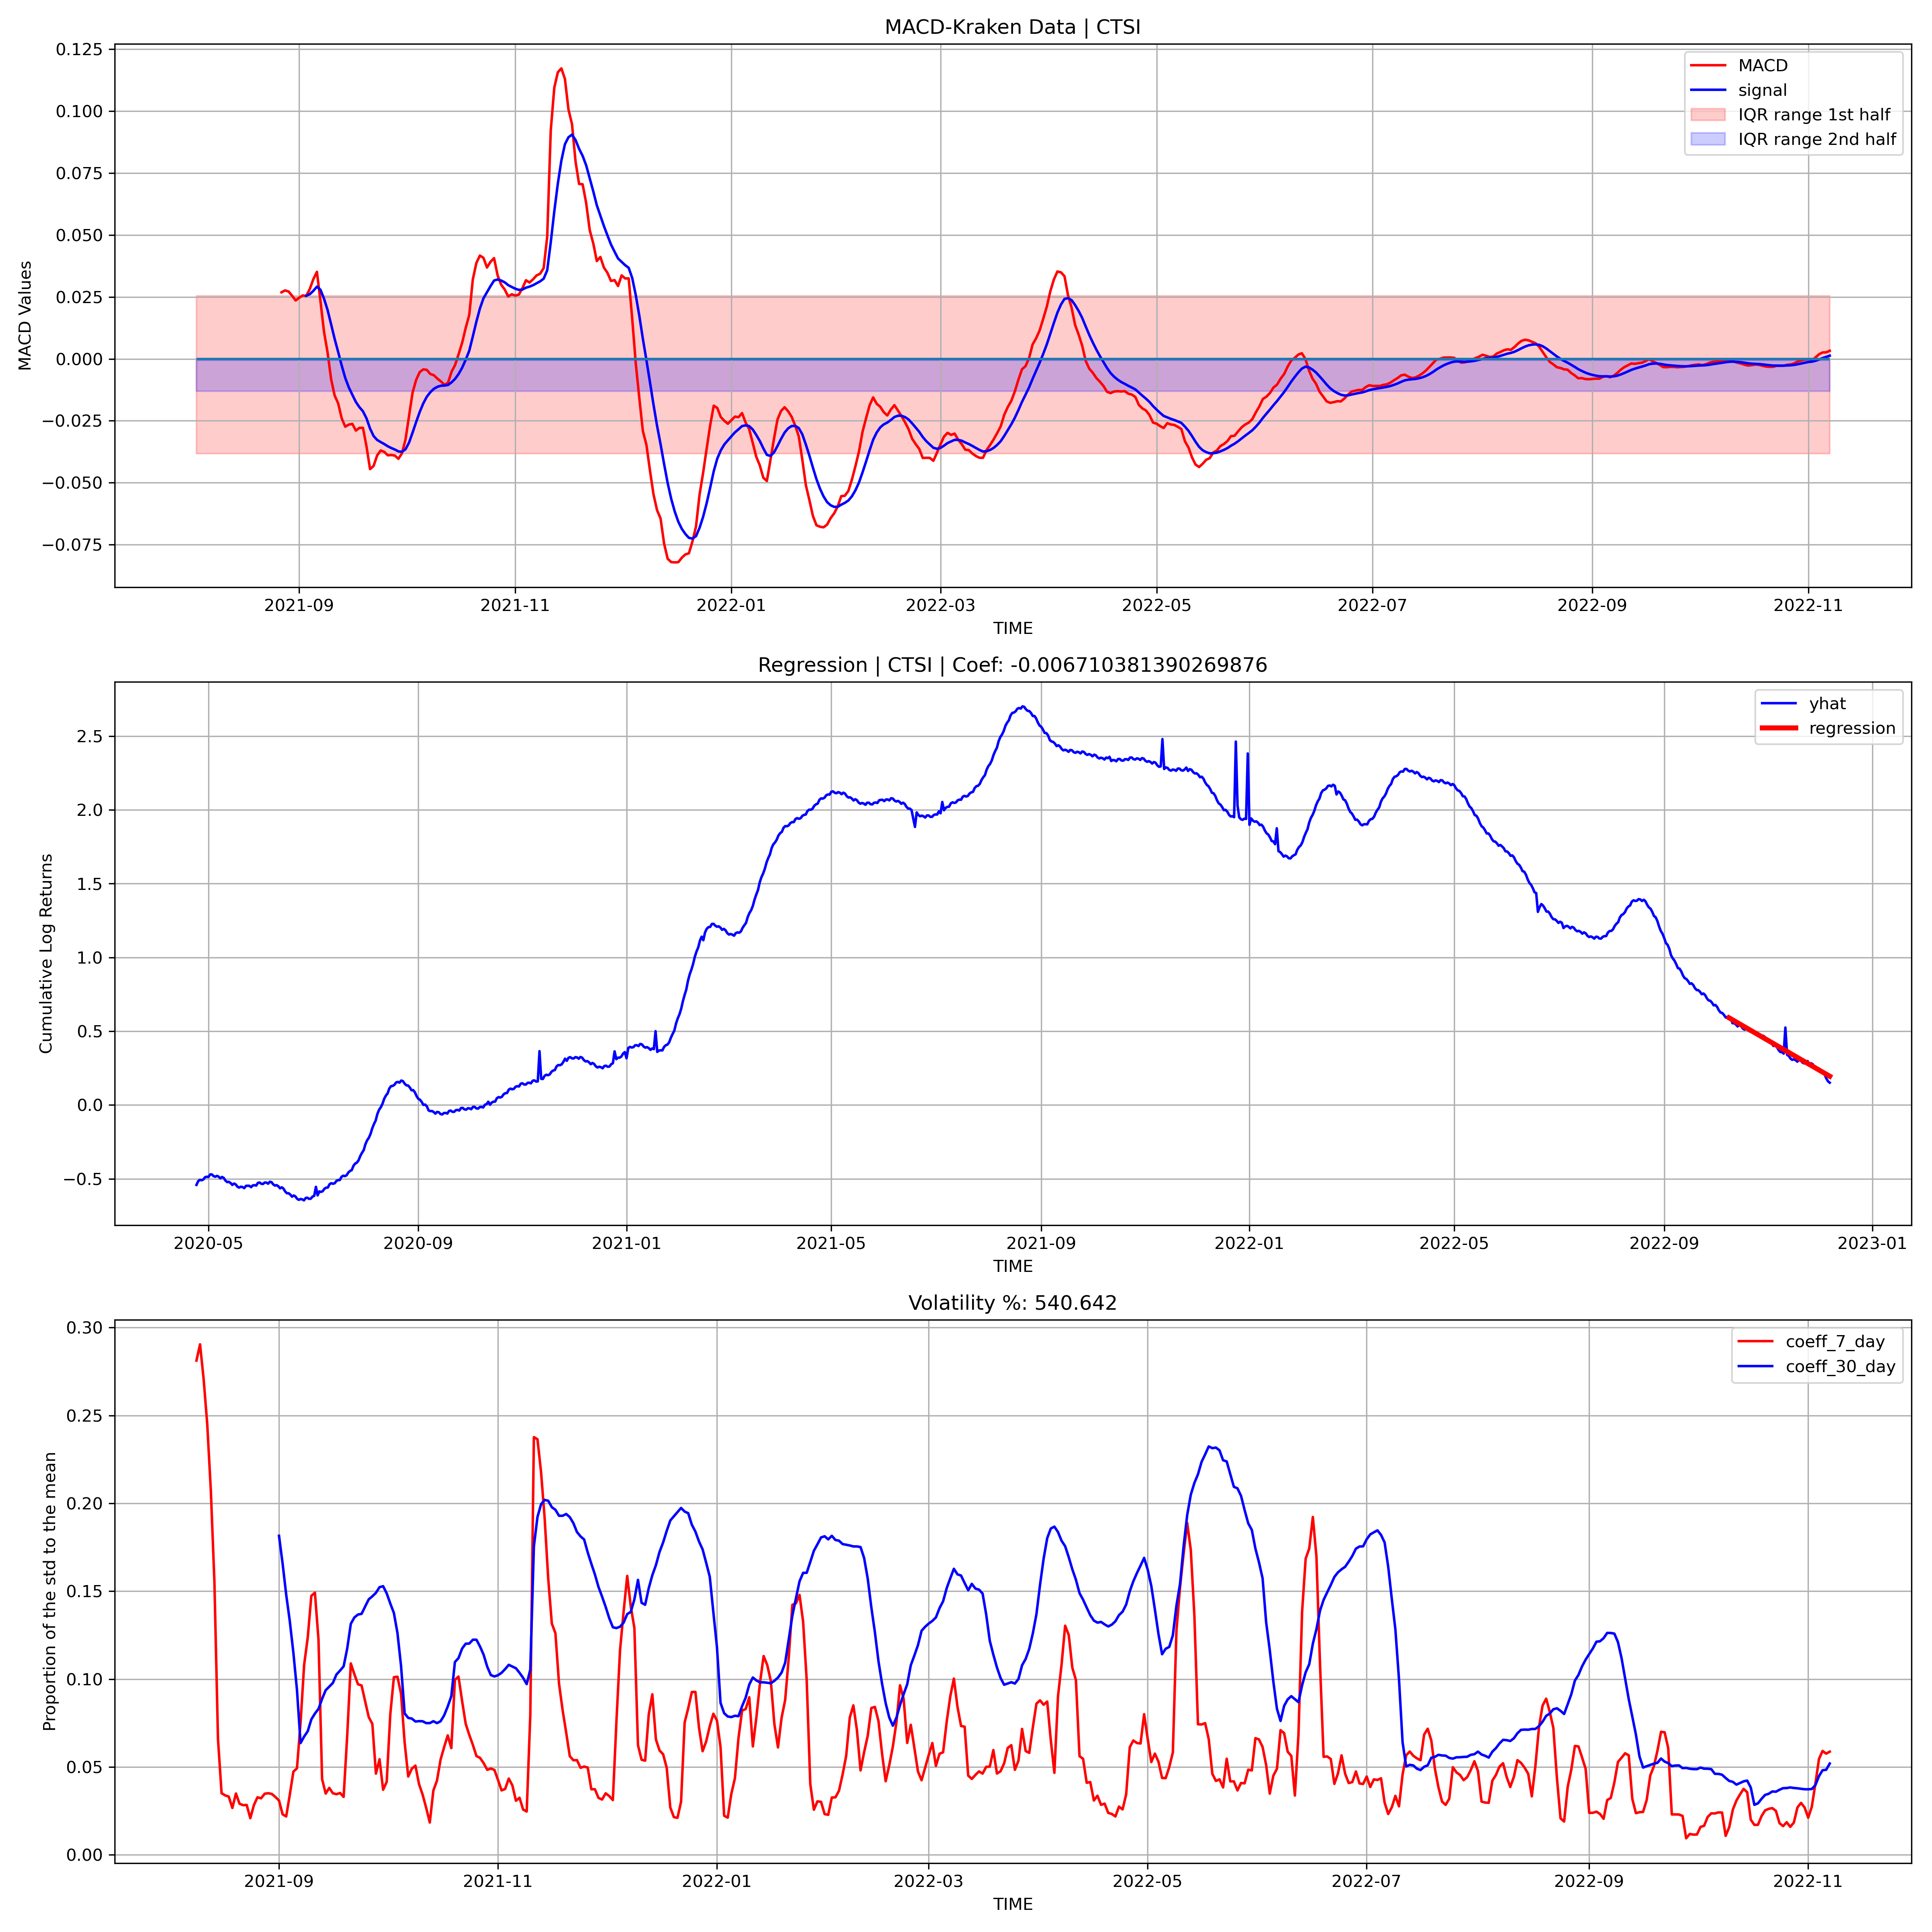 MACD-Kraken Data | CTSI
0.125
0.100
0.075
0.050
0.025
0.000
−0.025
−0.050
−0.075
MACD Values
MACD
signal
IQR range 1st half
IQR range 2nd half
2021-09 2021-11 2022-01 2022-03 2022-05 2022-07 2022-09 2022-11
TIME
Regression | CTSI | Coef: -0.006710381390269876
2.5
2.0
1.5
1.0
0.5
0.0
−0.5
Cumulative Log Returns
yhat
regression
2020-05 2020-09 2021-01 2021-05 2021-09 2022-01 2022-05 2022-09 2023-01
TIME
Volatility %: 540.642
0.30
0.25
0.20
0.15
0.10
0.05
0.00
Proportion of the std to the mean
coeff_7_day
coeff_30_day
2021-09 2021-11 2022-01 2022-03 2022-05 2022-07 2022-09 2022-11
TIME